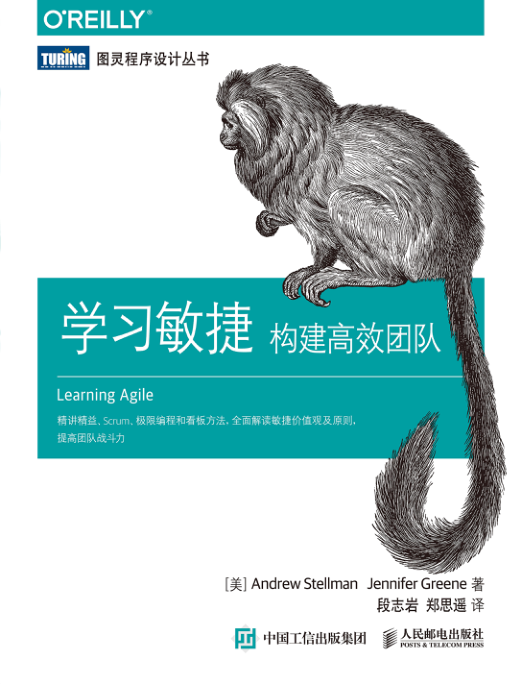 O'REILLY®
TURING 图灵程序设计丛书
学习敏捷 构建高效团队
Learning Agile
精讲精益、Scrum、极限编程和看板方法，全面解读敏捷价值观及原则，
提高团队战斗力
[美] Andrew Stellman Jennifer Greene 著
段志岩 郑思遥 译
中国工信出版集团 人民邮电出版社
POSTS & TELECOM PRESS